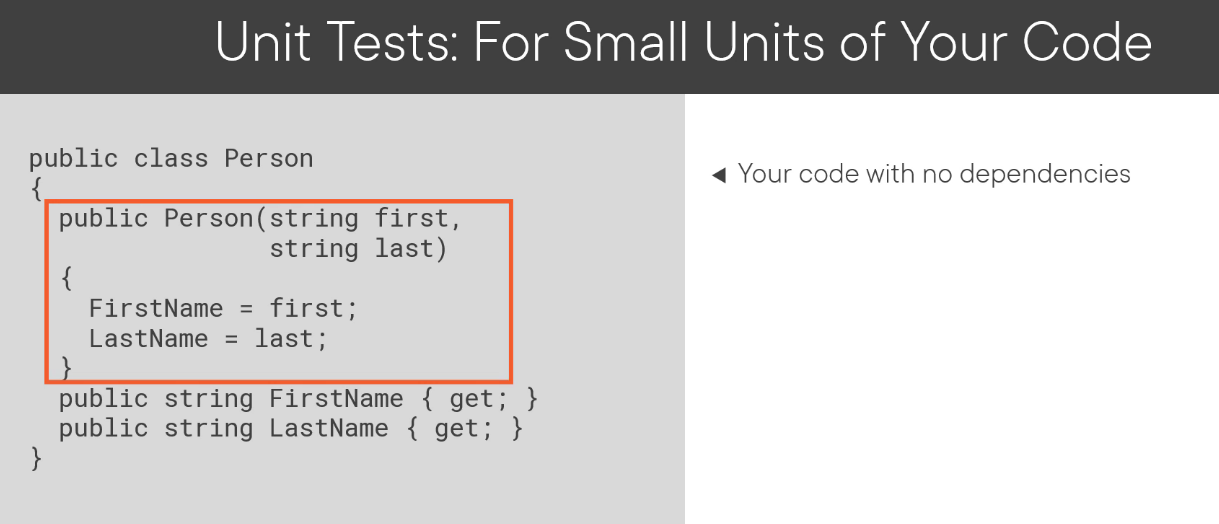 Unit Tests: For Small Units of Your Code
public class Person
{
public Person(string first,
string last)
{
FirstName = first;
LastName = last;
}
public string FirstName { get; }
public string LastName { get; }
}
◀ Your code with no dependencies